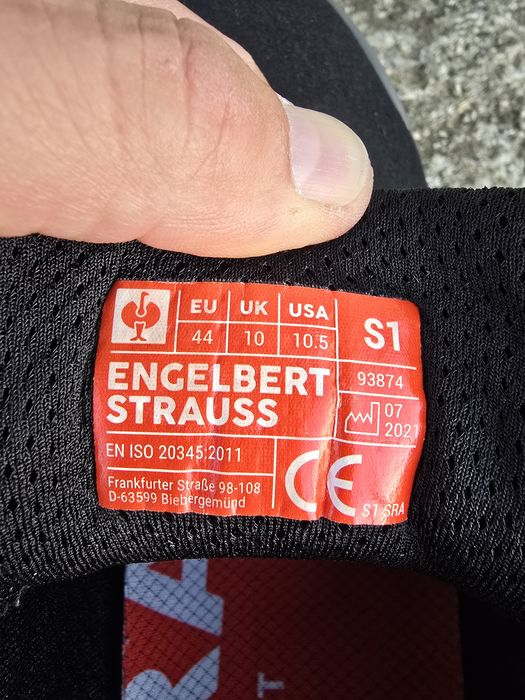 EU UK USA
44 10 10.5
S1
ENGELBERT
STRAUSS
93874
07
2021
EN ISO 20345:2011
Frankfurter Straße 98-108
D-63599 Biebergemünd
CE
S1 SRA
RA
T